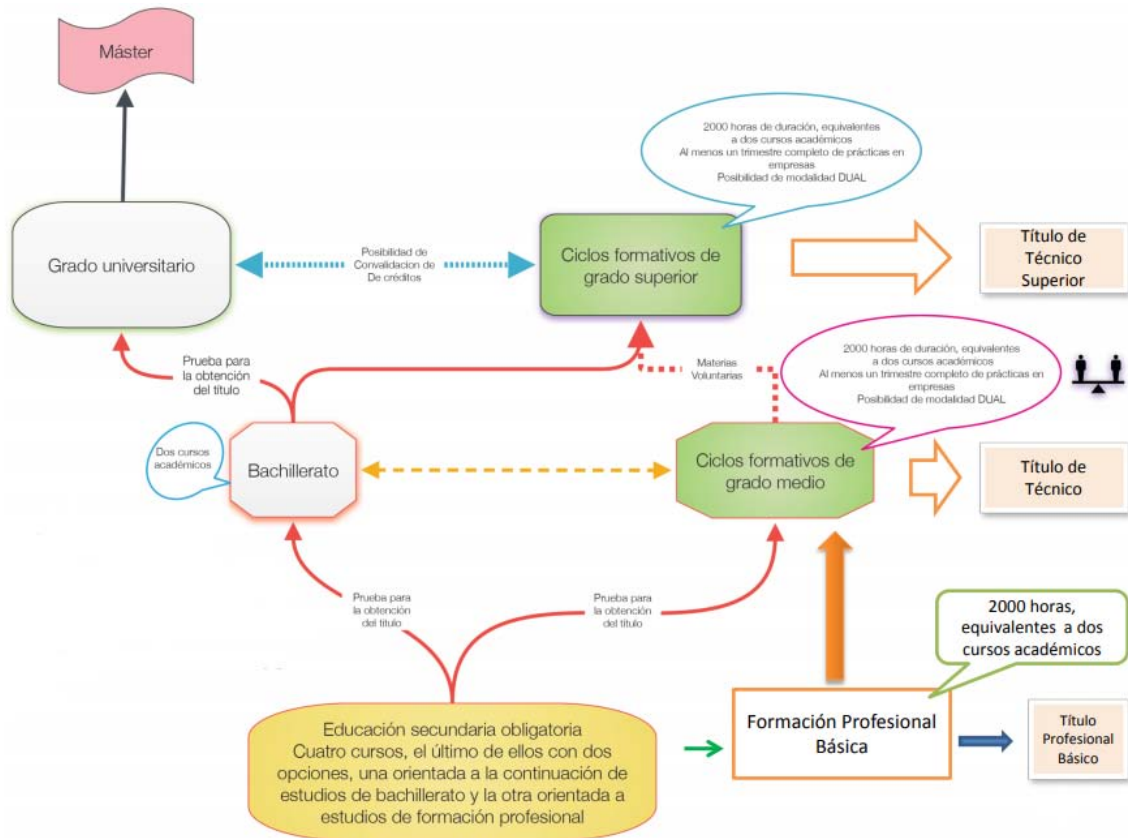 Máster
2000 horas de duración, equivalentes
a dos cursos académicos
Al menos un trimestre completo de prácticas en
empresas
Posibilidad de modalidad DUAL
Grado universitario
Posibilidad de
Convalidacion de
De créditos
Ciclos formativos de
grado superior
Título de
Técnico
Superior
Prueba para
la obtención
del título
Materias
Voluntarias
2000 horas de duración, equivalentes
a dos cursos académicos
Al menos un trimestre completo de prácticas en
empresas
Posibilidad de modalidad DUAL
Dos cursos
académicos
Bachillerato
Ciclos formativos de
grado medio
Título de
Técnico
Prueba para
la obtención
del título
Prueba para
la obtención
del título
2000 horas,
equivalentes a dos
cursos académicos
Educación secundaria obligatoria
Cuatro cursos, el último de ellos con dos
opciones, una orientada a la continuación de
estudios de bachillerato y la otra orientada a
estudios de formación profesional
Formación Profesional
Básica
Título
Profesional
Básico